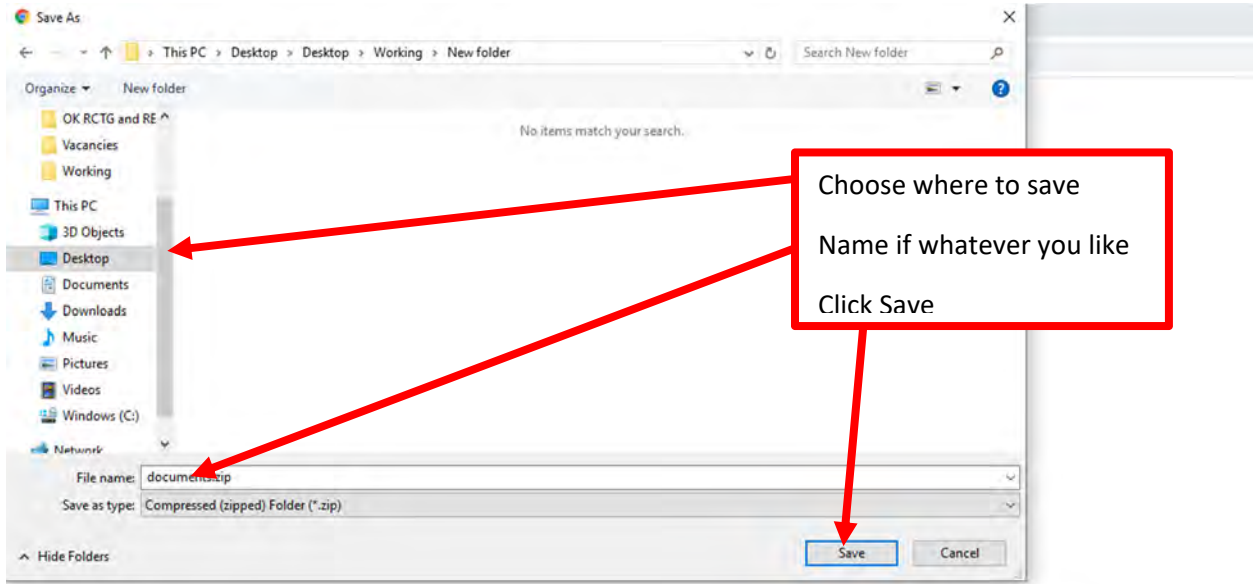 Save As
This PC > Desktop > Desktop > Working > New folder
Search New folder
Organize
New folder
OK RCTG and RE
Vacancies
Working
This PC
3D Objects
Desktop
Documents
Downloads
Music
Pictures
Videos
Windows (C:)
Network
No items match your search.
Choose where to save
Name if whatever you like
Click Save
File name: documents.zip
Save as type: Compressed (zipped) Folder (*.zip)
Hide Folders
Save
Cancel